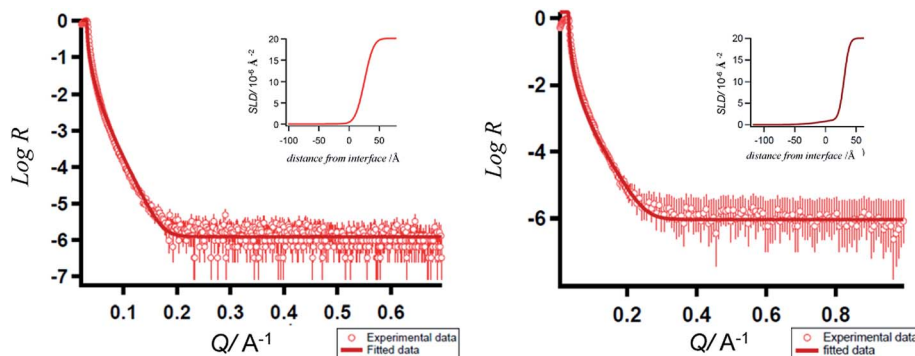 0
-1
-2
-3
-4
-5
-6
-7
Log R
0.1 0.2 0.3 0.4 0.5 0.6
Q/ A-1
20
15
10
5
0
SLD/ 10-6 Å -2
-100 -50 0 50
distance from interface /Å
Experimental data
Fitted data
0
-2
-4
-6
Log R
0.2 0.4 0.6 0.8
Q/ A-1
20
15
10
5
0
SLD/ 10-6 Å -2
-100 -50 0 50
distance from interface /Å )
Experimental data
fitted data